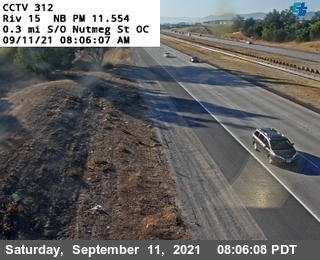 CCTV 312
Riv 15 NB PM 11.554
0.3 mi S/O Nutmeg St OC
09/11/21 08:06:07 AM
Saturday, September 11, 2021 08:06:08 PDT